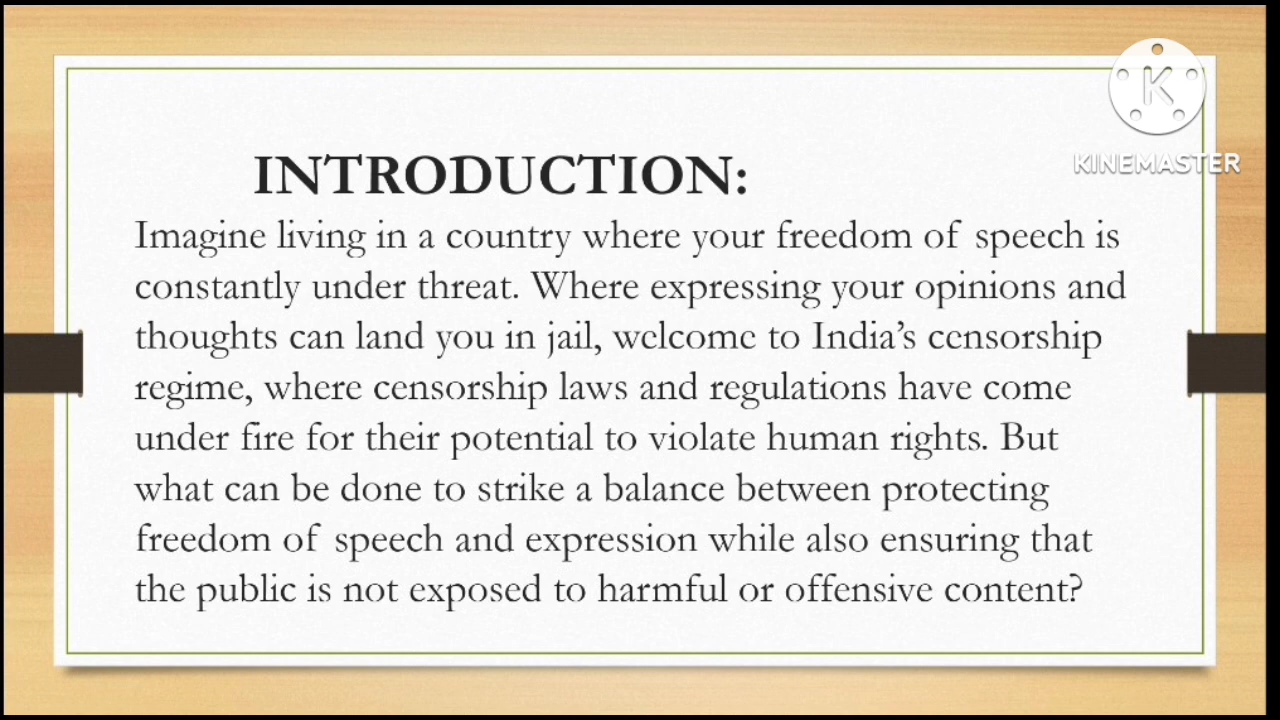 K
KINEMASTER
INTRODUCTION:
Imagine living in a country where your freedom of speech is
constantly under threat. Where expressing your opinions and
thoughts can land you in jail, welcome to India’s censorship
regime, where censorship laws and regulations have come
under fire for their potential to violate human rights. But
what can be done to strike a balance between protecting
freedom of speech and expression while also ensuring that
the public is not exposed to harmful or offensive content?